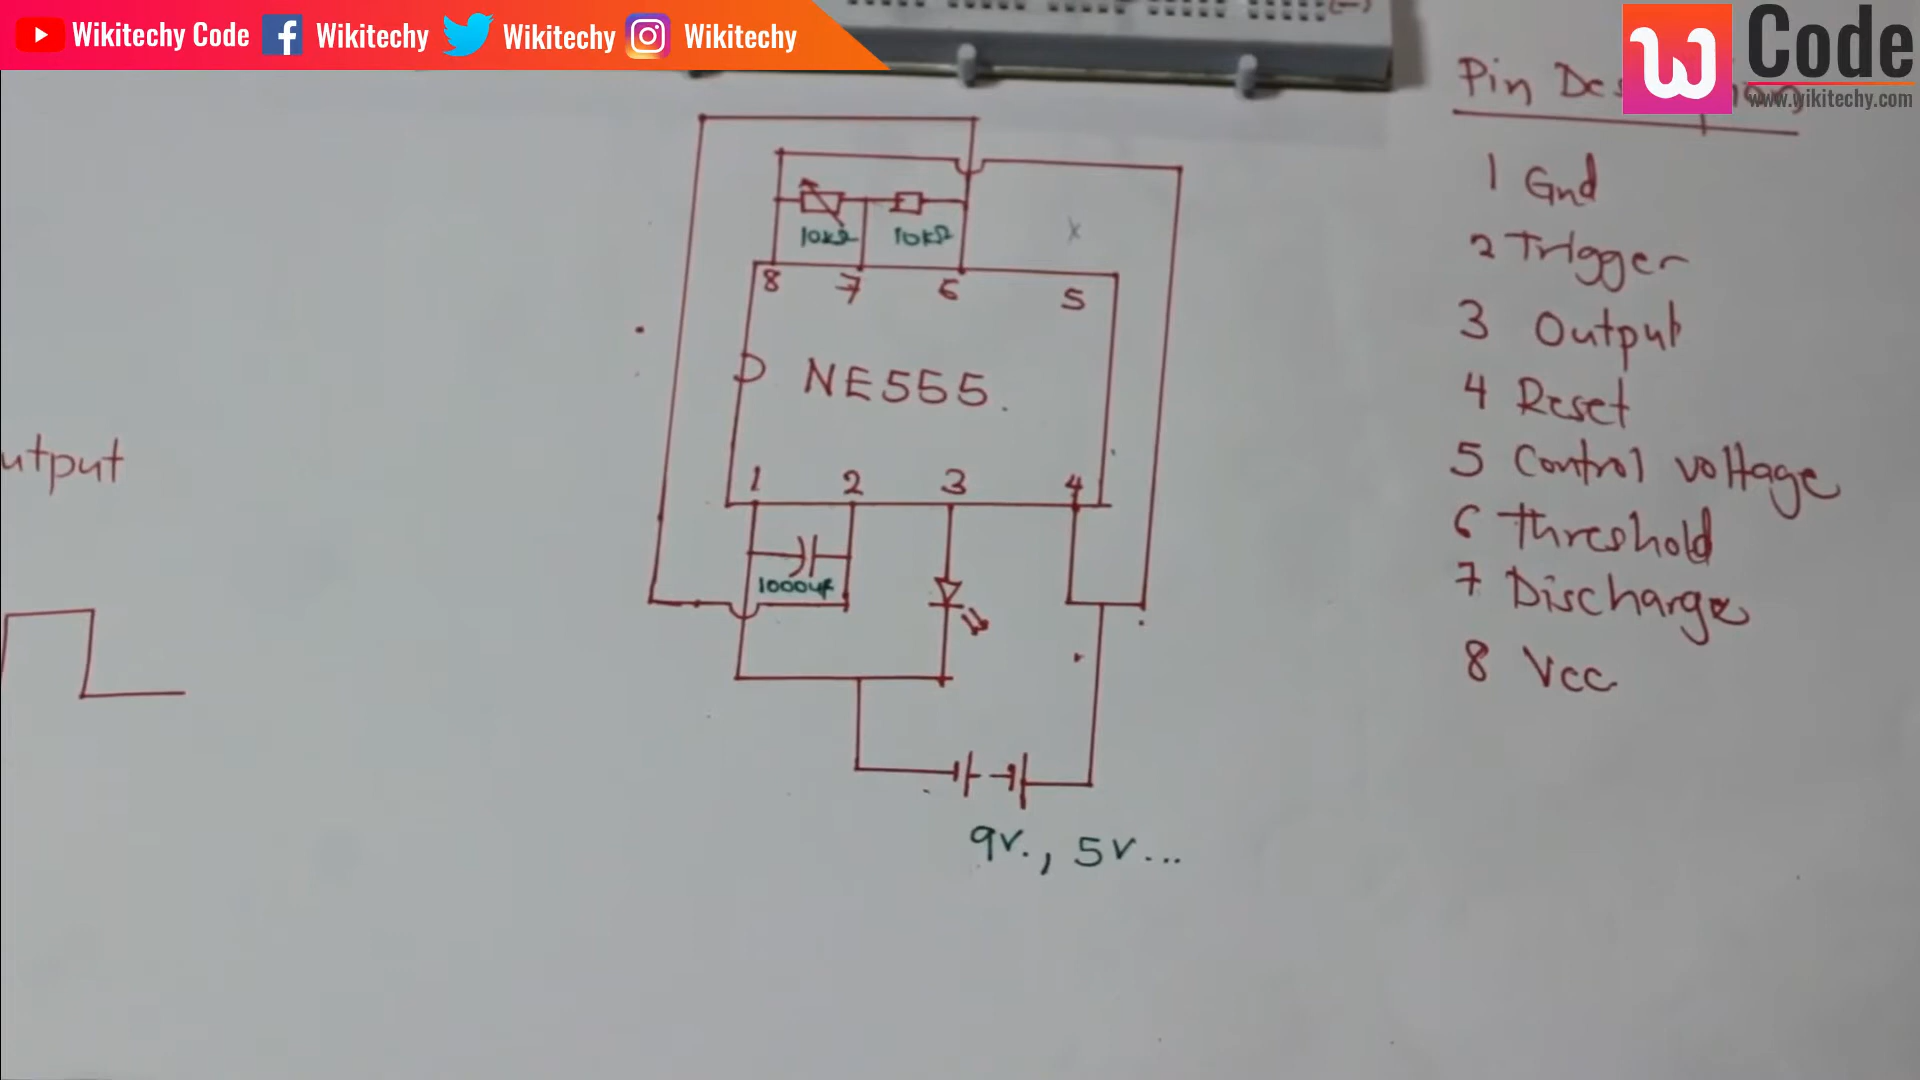 Wikitechy Code Wikitechy Wikitechy Wikitechy
W Code
www.wikitechy.com
(-)
10kΩ 10kΩ
x
8 7 6 5
NE555.
1 2 3 4
1000uf
9V., 5V...
utput
Pin Des
1 Gnd
2 Trigger
3 Output
4 Reset
5 Control voltage
6 threshold
7 Discharge
8 Vcc